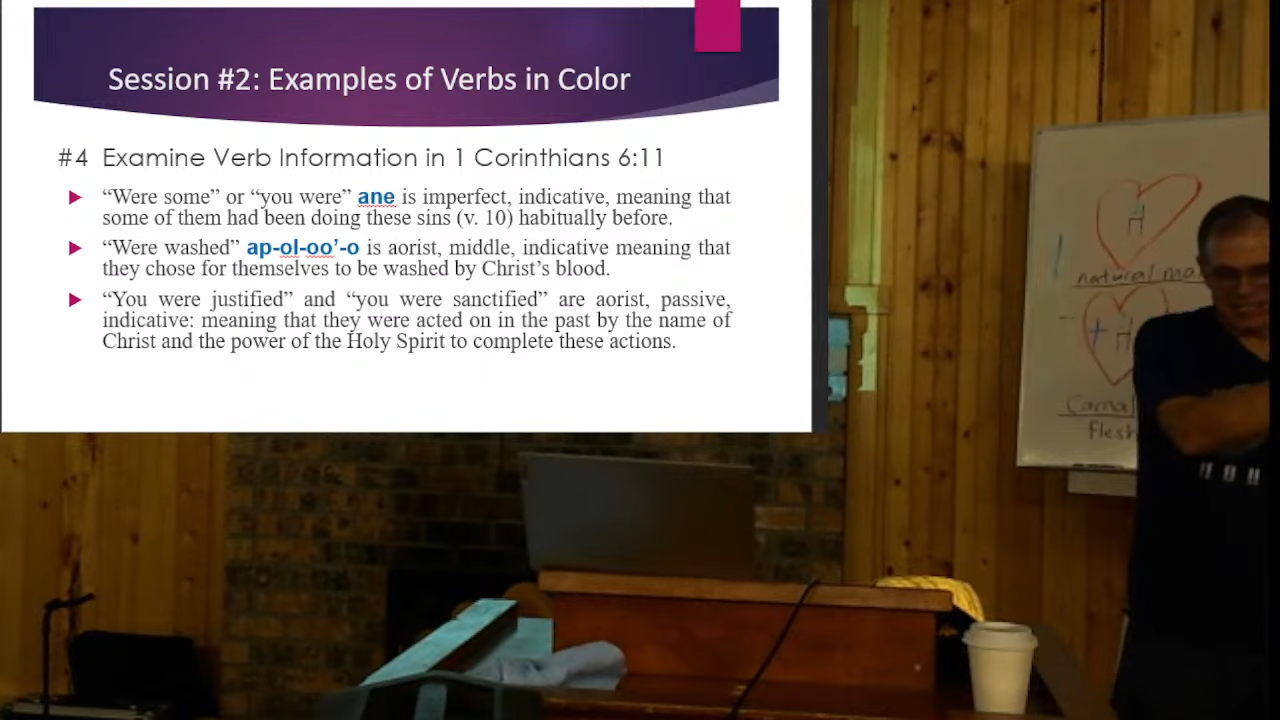 Session #2: Examples of Verbs in Color
#4 Examine Verb Information in 1 Corinthians 6:11
“Were some” or “you were” ane is imperfect, indicative, meaning that
some of them had been doing these sins (v. 10) habitually before.
“Were washed” ap-ol-oo’-o is aorist, middle, indicative meaning that
they chose for themselves to be washed by Christ’s blood.
“You were justified” and “you were sanctified” are aorist, passive,
indicative: meaning that they were acted on in the past by the name of
Christ and the power of the Holy Spirit to complete these actions.
H
natural
H
Flesh